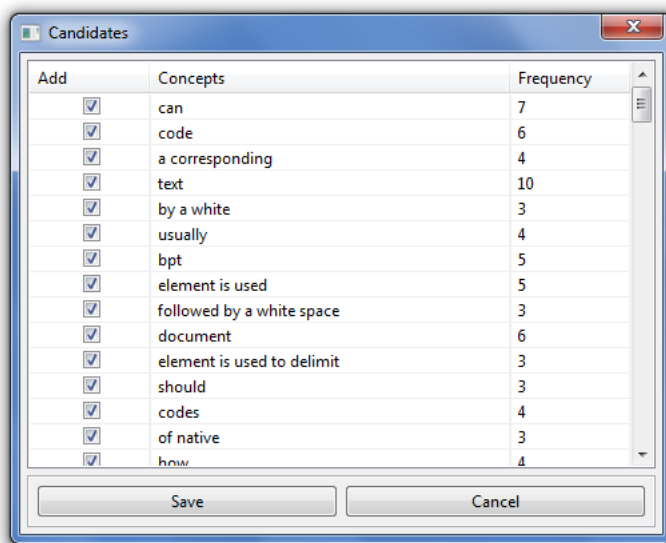 Candidates
Add Concepts Frequency
can 7
code 6
a corresponding 4
text 10
by a white 3
usually 4
bpt 5
element is used 5
followed by a white space 3
document 6
element is used to delimit 3
should 3
codes 4
of native 3
how 4
Save Cancel